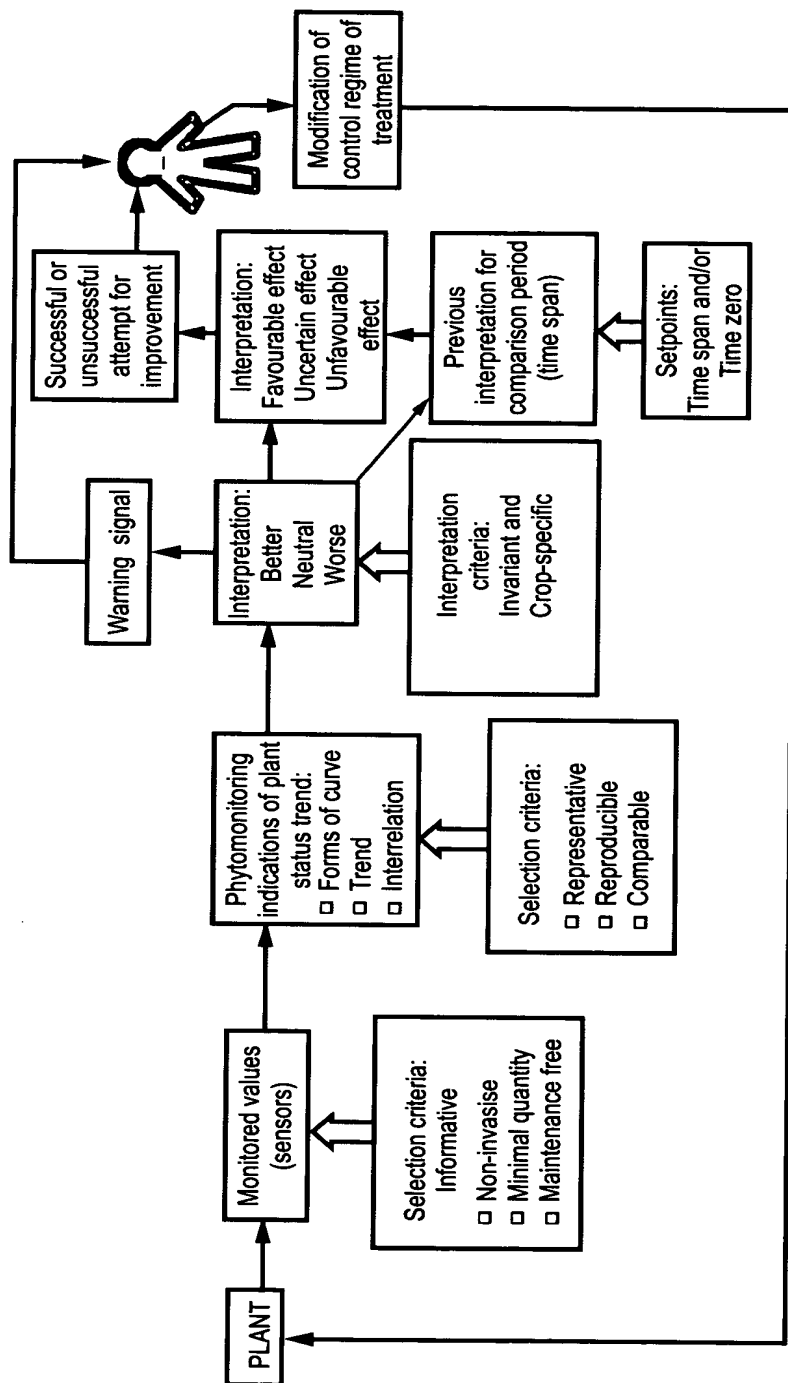 PLANT
Monitored values
(sensors)
Selection criteria:
Informative
Non-invasise
Minimal quantity
Maintenance free
Phytomonitoring
indications of plant
status trend:
Forms of curve
Trend
Interrelation
Selection criteria:
Representative
Reproducible
Comparable
Warning signal
Interpretation:
Better
Neutral
Worse
Interpretation
criteria:
Invariant and
Crop-specific
Successful or
unsuccessful
attempt for
improvement
Interpretation:
Favourable effect
Uncertain effect
Unfavourable
effect
Previous
interpretation for
comparison period
(time span)
Setpoints:
Time span and/or
Time zero
Modification of
control regime of
treatment